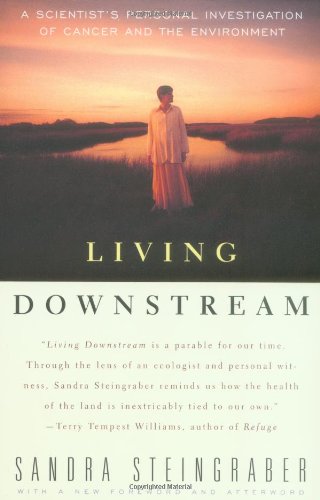 A SCIENTIST'S PERSONAL INVESTIGATION
OF CANCER AND THE ENVIRONMENT
LIVING
DOWNSTREAM
"Living Downstream is a parable for our time.
Through the lens of an ecologist and personal wit-
ness, Sandra Steingraber reminds us how the health
of the land is inextricably tied to our own."
—Terry Tempest Williams, author of Refuge
SANDRA STEINGRABER
WITH A NEW FOREWORD AND AFTERWORD